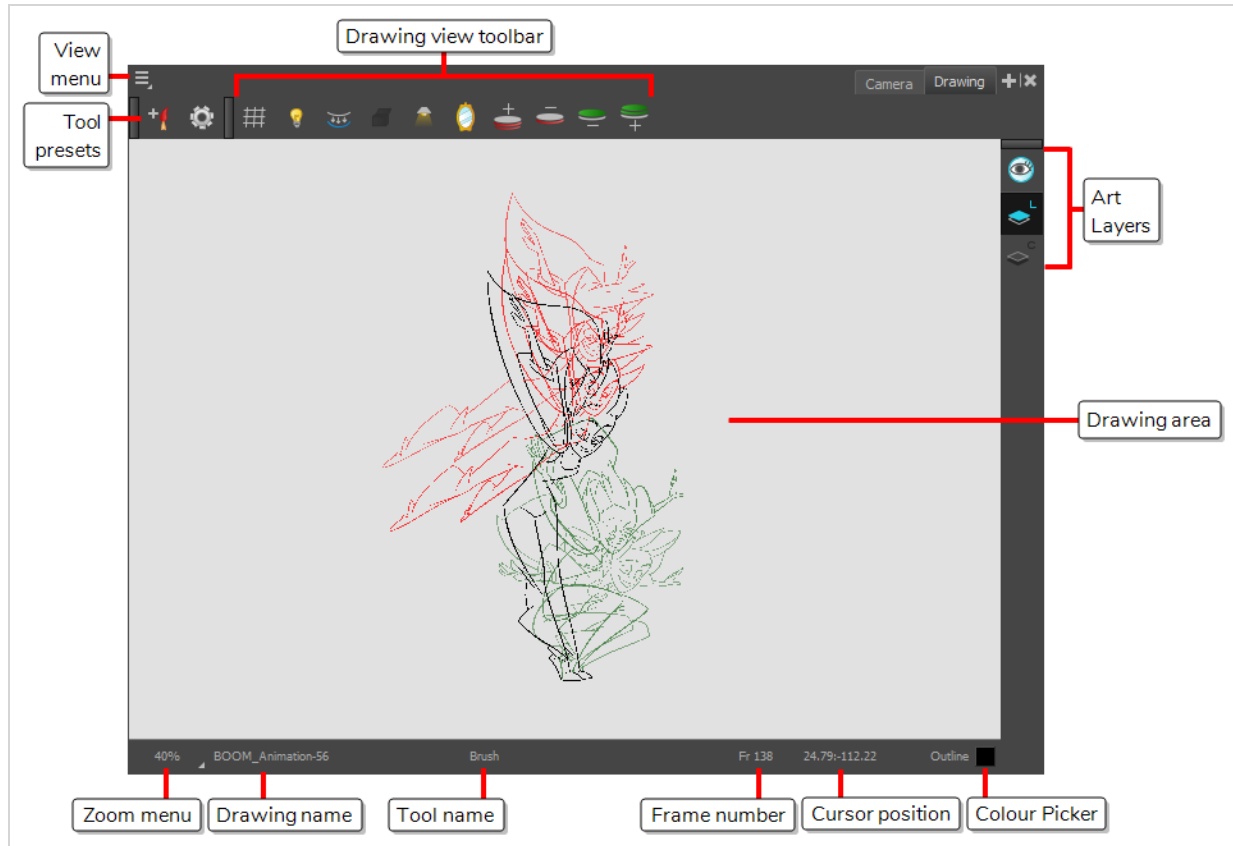 Drawing view toolbar
View
menu
Camera
Drawing
Tool
presets
L
C
Art
Layers
Drawing area
40%
BOOM_Animation-56
Brush
Fr 138
24.79:-112.22
Outline
Zoom menu
Drawing name
Tool name
Frame number
Cursor position
Colour Picker